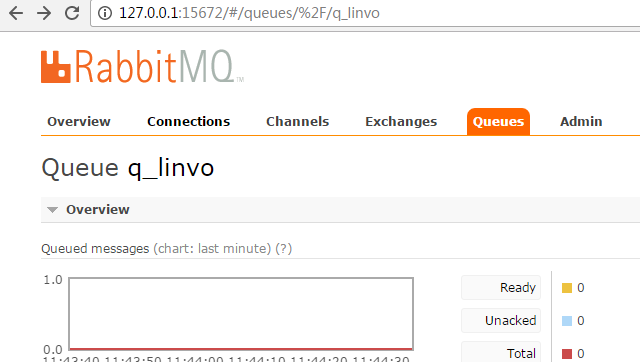 127.0.0.1:15672/#/queues/%2F/q_linvo
RabbitMQ™
Overview Connections Channels Exchanges Queues Admin
Queue q_linvo
Overview
Queued messages (chart: last minute) (?)
1.0
0.0
11:43:40 11:43:50 11:44:00 11:44:10 11:44:20 11:44:30
Ready 0
Unacked 0
Total 0